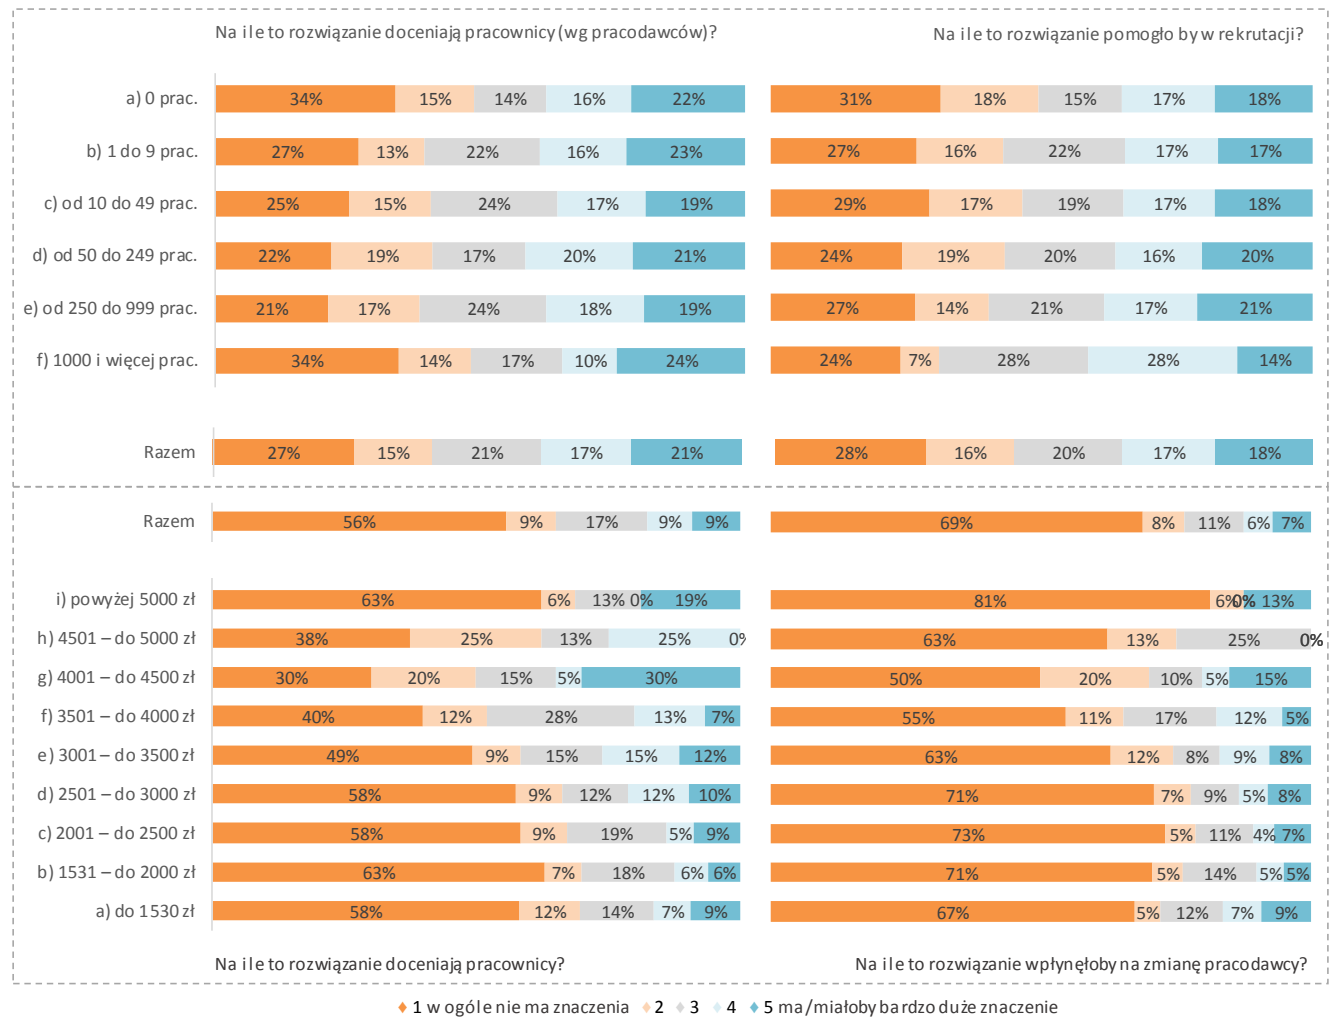 Na ile to rozwiązanie doceniają pracownicy (wg pracodawców)? Na ile to rozwiązanie pomogło by w rekrutacji?
a) 0 prac. 34% 15% 14% 16% 22% 31% 18% 15% 17% 18%
b) 1 do 9 prac. 27% 13% 22% 16% 23% 27% 16% 22% 17% 17%
c) od 10 do 49 prac. 25% 15% 24% 17% 19% 29% 17% 19% 17% 18%
d) od 50 do 249 prac. 22% 19% 17% 20% 21% 24% 19% 20% 16% 20%
e) od 250 do 999 prac. 21% 17% 24% 18% 19% 27% 14% 21% 17% 21%
f) 1000 i więcej prac. 34% 14% 17% 10% 24% 24% 7% 28% 28% 14%
Razem 27% 15% 21% 17% 21% 28% 16% 20% 17% 18%
Razem 56% 9% 17% 9% 9% 69% 8% 11% 6% 7%
i) powyżej 5000 zł 63% 6% 13% 0% 19% 81% 6% 0% 13%
h) 4501 – do 5000 zł 38% 25% 13% 25% 0% 63% 13% 25% 0%
g) 4001 – do 4500 zł 30% 20% 15% 5% 30% 50% 20% 10% 5% 15%
f) 3501 – do 4000 zł 40% 12% 28% 13% 7% 55% 11% 17% 12% 5%
e) 3001 – do 3500 zł 49% 9% 15% 15% 12% 63% 12% 8% 9% 8%
d) 2501 – do 3000 zł 58% 9% 12% 12% 10% 71% 7% 9% 5% 8%
c) 2001 – do 2500 zł 58% 9% 19% 5% 9% 73% 5% 11% 4% 7%
b) 1531 – do 2000 zł 63% 7% 18% 6% 6% 71% 5% 14% 5% 5%
a) do 1530 zł 58% 12% 14% 7% 9% 67% 5% 12% 7% 9%
Na ile to rozwiązanie doceniają pracownicy? Na ile to rozwiązanie wpłynęłoby na zmianę pracodawcy?
1 w ogóle nie ma znaczenia 2 3 4 5 ma/miałoby bardzo duże znaczenie